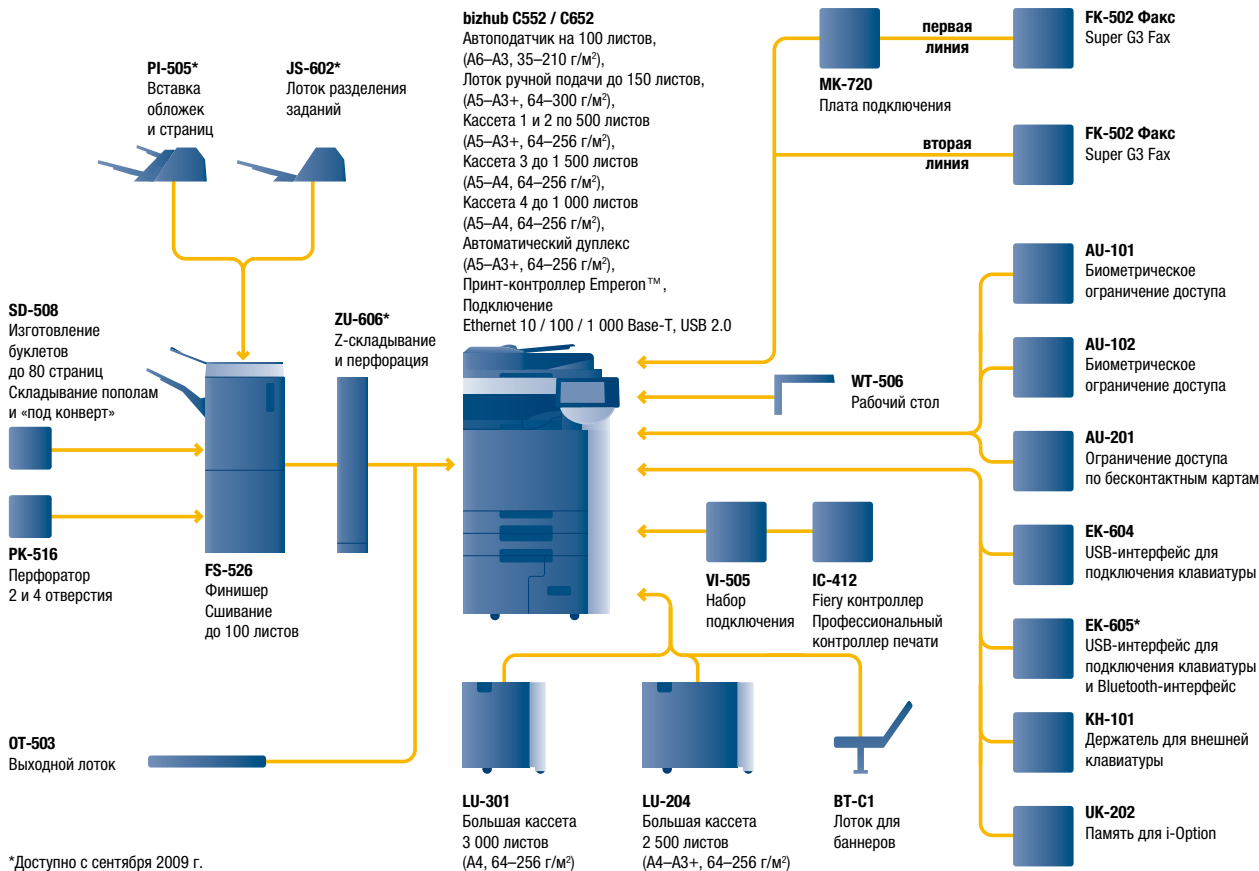 bizhub C552 / C652
Автоподатчик на 100 листов,
(A6–A3, 35–210 г/м²),
Лоток ручной подачи до 150 листов,
(A5–A3+, 64–300 г/м²),
Кассета 1 и 2 по 500 листов
(A5–A3+, 64–256 г/м²),
Кассета 3 до 1 500 листов
(A5–A4, 64–256 г/м²),
Кассета 4 до 1 000 листов
(A5–A4, 64–256 г/м²),
Автоматический дуплекс
(A5–A3+, 64–256 г/м²),
Принт-контроллер Emperon™,
Подключение
Ethernet 10 / 100 / 1 000 Base-T, USB 2.0
PI-505*
Вставка
обложек
и страниц
JS-602*
Лоток разделения
заданий
SD-508
Изготовление
буклетов
до 80 страниц
Складывание пополам
и «под конверт»
ZU-606*
Z-складывание
и перфорация
PK-516
Перфоратор
2 и 4 отверстия
FS-526
Финишер
Сшивание
до 100 листов
OT-503
Выходной лоток
MK-720
Плата подключения
первая
линия
FK-502 Факс
Super G3 Fax
вторая
линия
FK-502 Факс
Super G3 Fax
AU-101
Биометрическое
ограничение доступа
AU-102
Биометрическое
ограничение доступа
WT-506
Рабочий стол
AU-201
Ограничение доступа
по бесконтактным картам
EK-604
USB-интерфейс для
подключения клавиатуры
VI-505
Набор
подключения
IC-412
Fiery контроллер
Профессиональный
контроллер печати
EK-605*
USB-интерфейс для
подключения клавиатуры
и Bluetooth-интерфейс
KH-101
Держатель для внешней
клавиатуры
UK-202
Память для i-Option
LU-301
Большая кассета
3 000 листов
(A4, 64–256 г/м²)
LU-204
Большая кассета
2 500 листов
(A4–A3+, 64–256 г/м²)
BT-C1
Лоток для
баннеров
*Доступно с сентября 2009 г.